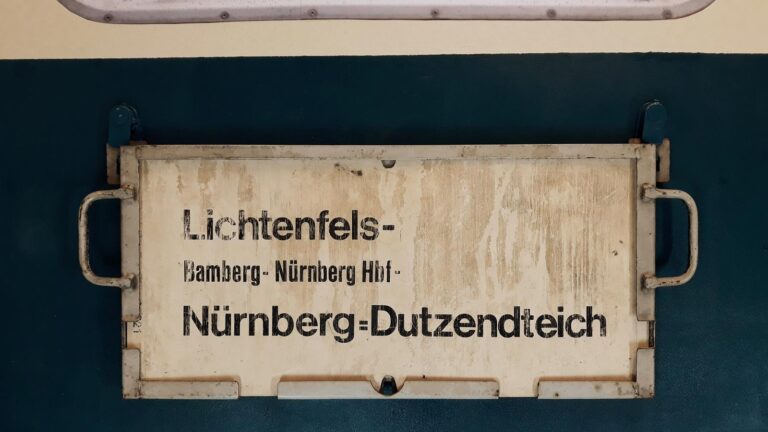 Lichtenfels-
Bamberg- Nürnberg Hbf-
Nürnberg=Dutzendteich